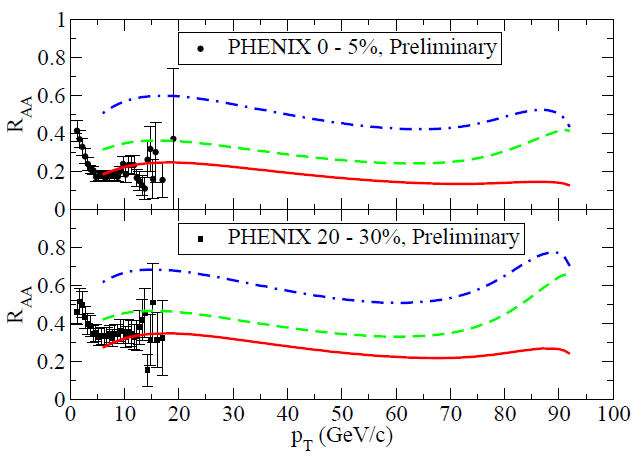 1
PHENIX 0 - 5%, Preliminary
0.8
0.6
R_AA
0.4
0.2
0
PHENIX 20 - 30%, Preliminary
0.8
0.6
R_AA
0.4
0.2
0
0 10 20 30 40 50 60 70 80 90 100
p_T (GeV/c)